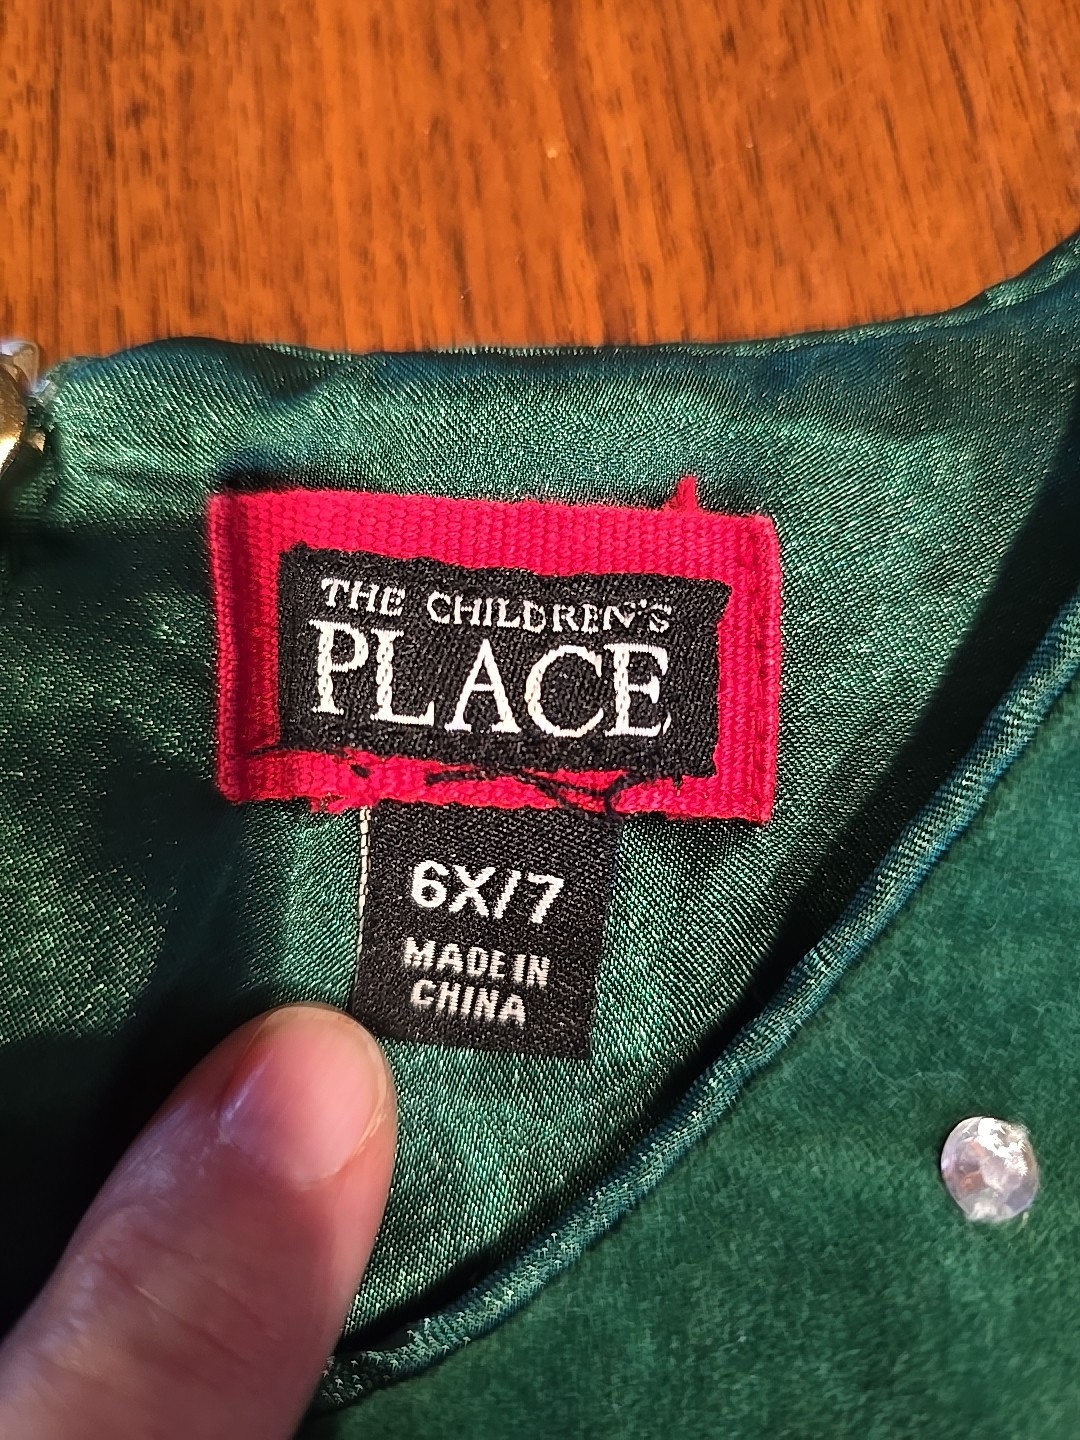 THE CHILDREN'S
PLACE
6X/7
MADE IN
CHINA